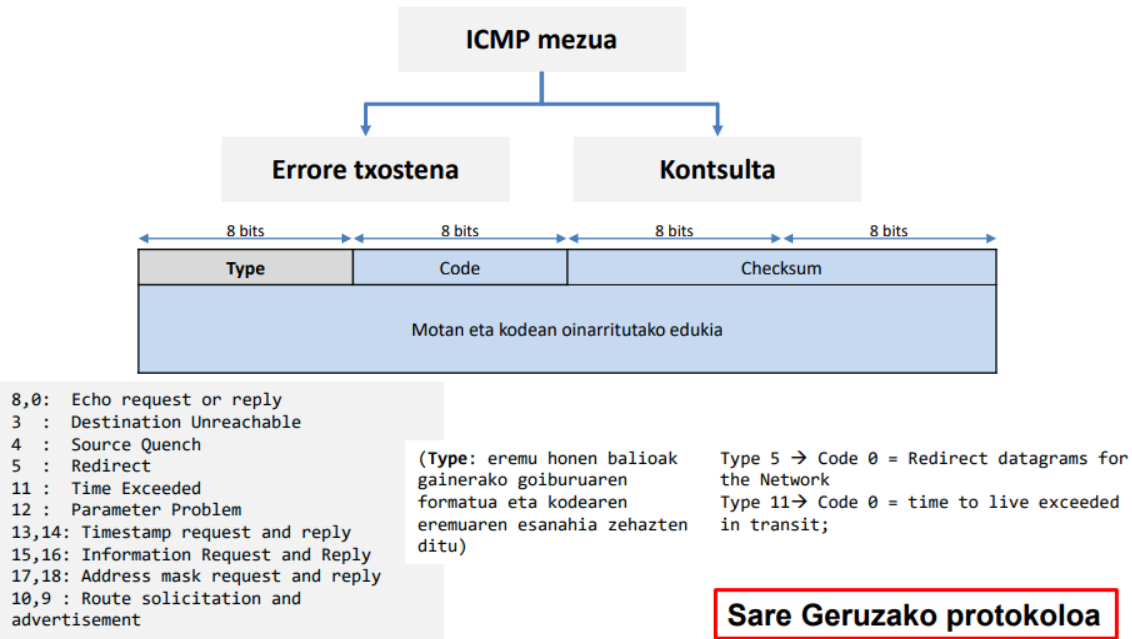 ICMP mezua
Errore txostena
Kontsulta
8 bits
8 bits
8 bits
8 bits
Type
Code
Checksum
Motan eta kodean oinarritutako edukia
8,0: Echo request or reply
3 : Destination Unreachable
4 : Source Quench
5 : Redirect
11 : Time Exceeded
12 : Parameter Problem
13,14: Timestamp request and reply
15,16: Information Request and Reply
17,18: Address mask request and reply
10,9 : Route solicitation and
advertisement
(Type: eremu honen balioak
gainerako goiburuaren
formatua eta kodearen
eremuaren esanahia zehazten
ditu)
Type 5 → Code 0 = Redirect datagrams for
the Network
Type 11→ Code 0 = time to live exceeded
in transit;
Sare Geruzako protokoloa